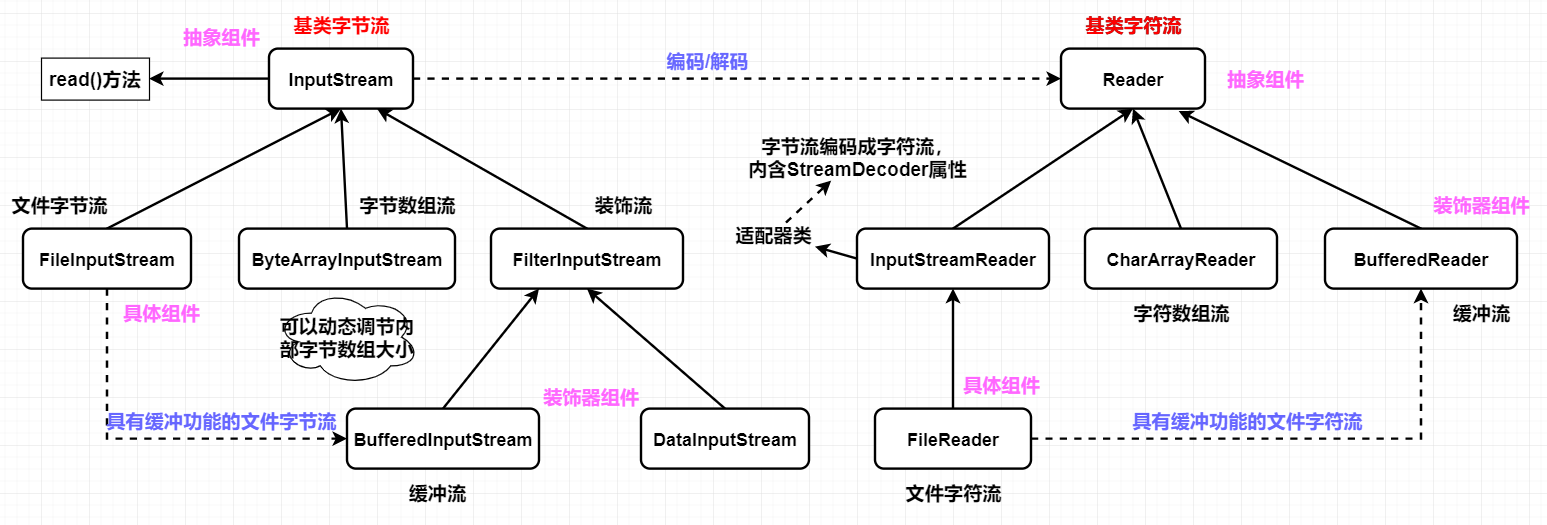 基类字节流
基类字符流
抽象组件
read()方法
InputStream
编码/解码
Reader
抽象组件
字节流编码成字符流，
内含StreamDecoder属性
文件字节流
字节数组流
装饰流
适配器类
装饰器组件
FileInputStream
ByteArrayInputStream
FilterInputStream
InputStreamReader
CharArrayReader
BufferedReader
具体组件
可以动态调节内
部字节数组大小
字符数组流
缓冲流
装饰器组件
具体组件
具有缓冲功能的文件字节流
具有缓冲功能的文件字符流
BufferedInputStream
DataInputStream
FileReader
缓冲流
文件字符流